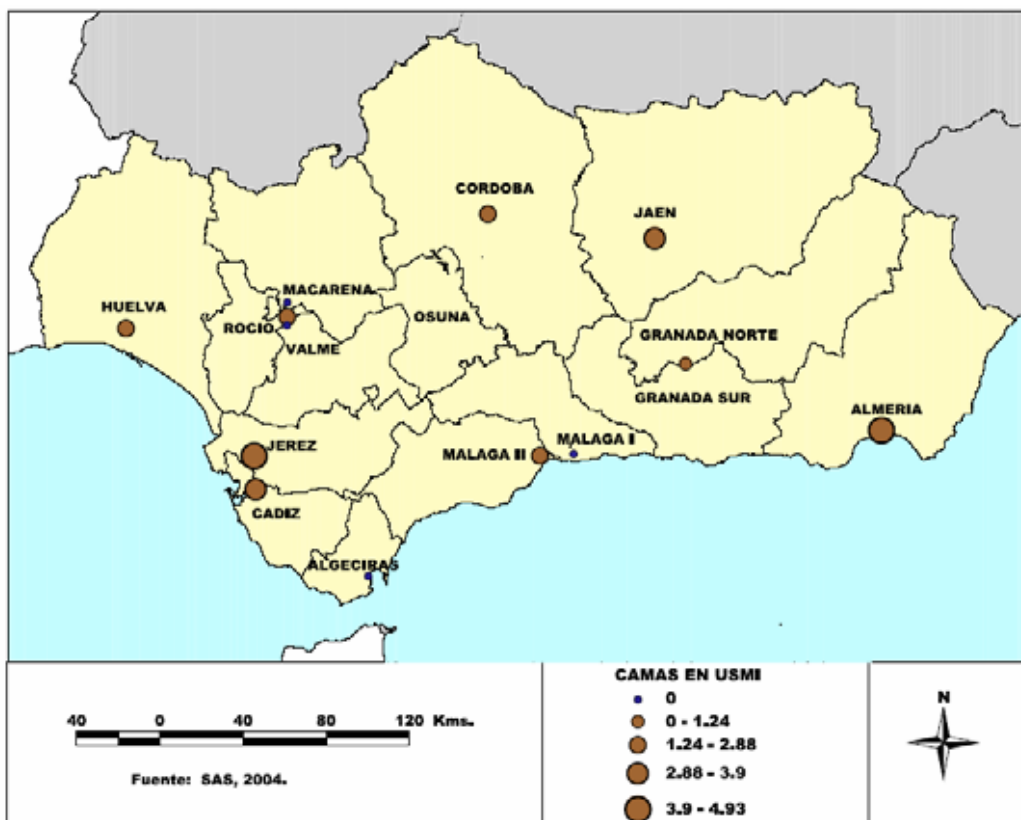 CORDOBA
JAEN
MACARENA
HUELVA
OSUNA
ROCIO
GRANADA NORTE
VALME
GRANADA SUR
ALMERIA
JEREZ
MALAGA I
MALAGA II
CADIZ
ALGECIRAS
CAMAS EN USMI
0
0 - 1.24
1.24 - 2.88
2.88 - 3.9
3.9 - 4.93
N
40 0 40 80 120 Kms.
Fuente: SAS, 2004.